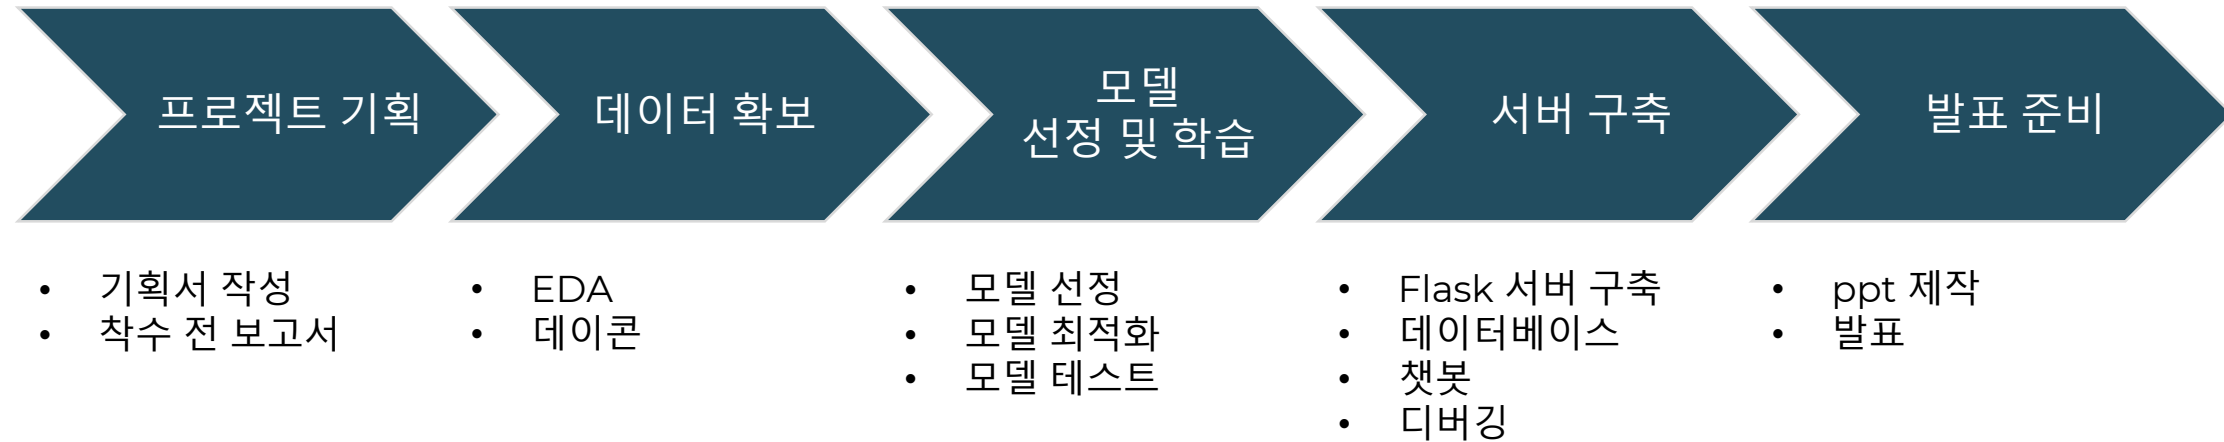 프로젝트 기획
데이터 확보
모델
선정 및 학습
서버 구축
발표 준비
• 기획서 작성
• 착수 전 보고서
• EDA
• 데이콘
• 모델 선정
• 모델 최적화
• 모델 테스트
• Flask 서버 구축
• 데이터베이스
• 챗봇
• 디버깅
• ppt 제작
• 발표